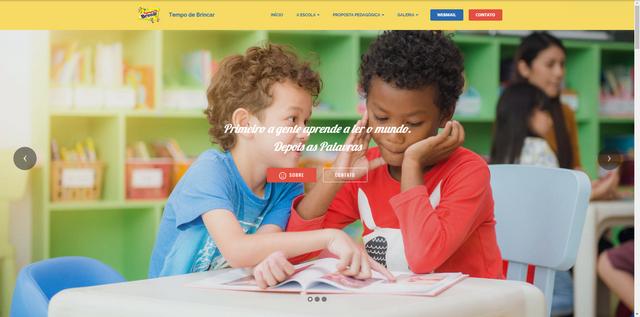 Tempo de Brincar
INÍCIO
A ESCOLA
PROPOSTA PEDAGÓGICA
GALERIA
WEBMAIL
CONTATO
Primeiro a gente aprende a ler o mundo.
Depois as Palavras
SOBRE
CONTATO